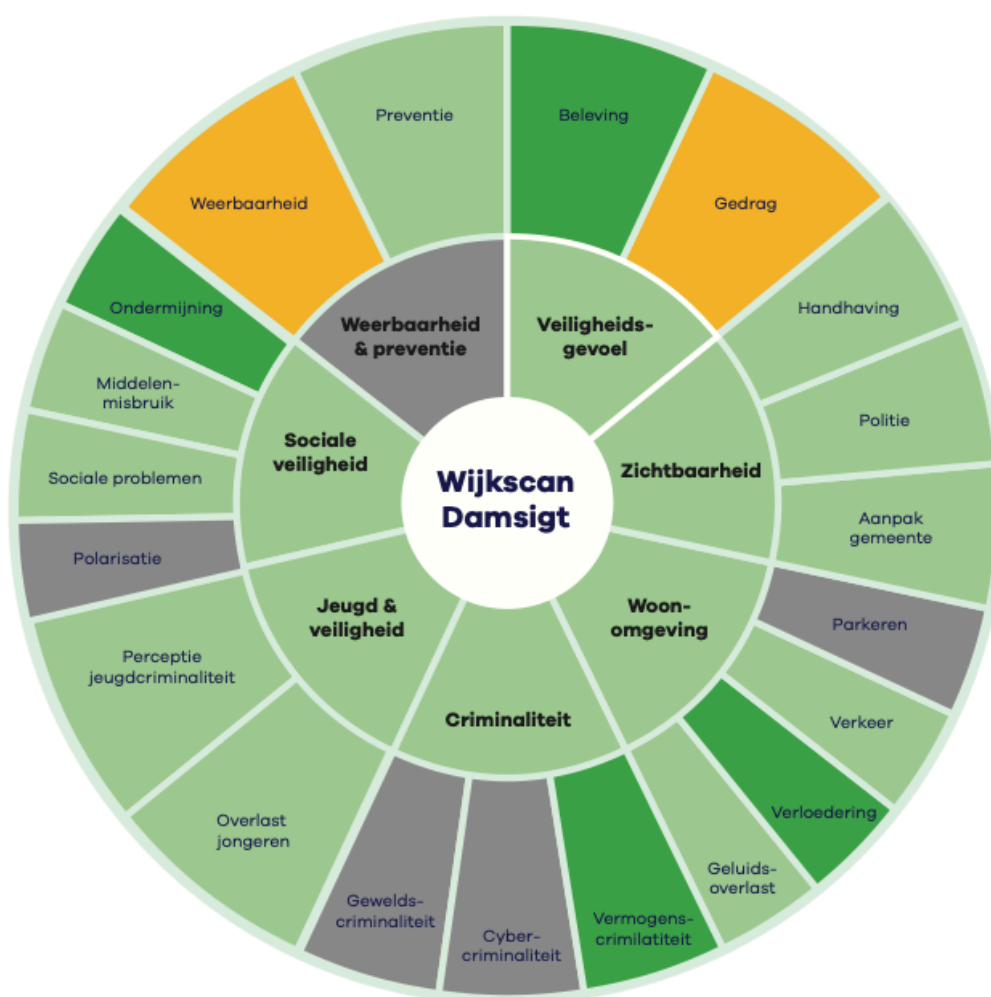 Preventie
Beleving
Weerbaarheid
Gedrag
Ondermijning
Handhaving
Weerbaarheid
& preventie
Veiligheids-
gevoel
Middelen-
misbruik
Politie
Sociale
veiligheid
Zichtbaarheid
Sociale problemen
Wijkscan
Damsigt
Aanpak
gemeente
Polarisatie
Jeugd &
veiligheid
Woon-
omgeving
Parkeren
Perceptie
jeugdcriminaliteit
Criminaliteit
Verkeer
Overlast
jongeren
Verloedering
Geluids-
overlast
Gewelds-
criminaliteit
Cyber-
criminaliteit
Vermogens-
crimilatiteit